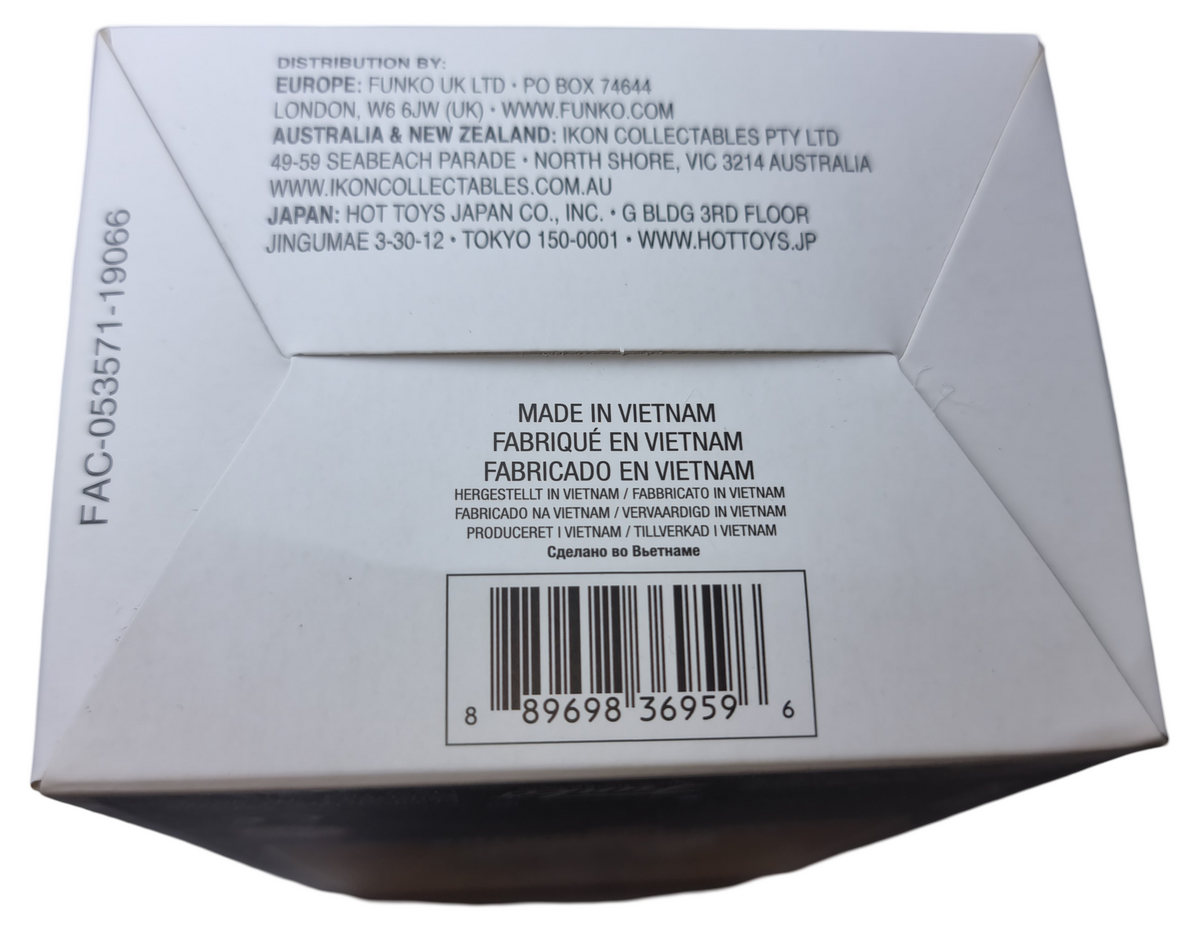 DISTRIBUTION BY:
EUROPE: FUNKO UK LTD • PO BOX 74644
LONDON, W6 6JW (UK) • WWW.FUNKO.COM
AUSTRALIA & NEW ZEALAND: IKON COLLECTABLES PTY LTD
49-59 SEABEACH PARADE • NORTH SHORE, VIC 3214 AUSTRALIA
WWW.IKONCOLLECTABLES.COM.AU
JAPAN: HOT TOYS JAPAN CO., INC. • G BLDG 3RD FLOOR
JINGUMAE 3-30-12 • TOKYO 150-0001 • WWW.HOTTOYS.JP
FAC-053571-19066
MADE IN VIETNAM
FABRIQUÉ EN VIETNAM
FABRICADO EN VIETNAM
HERGESTELLT IN VIETNAM / FABBRICATO IN VIETNAM
FABRICADO NA VIETNAM / VERVAARDIGD IN VIETNAM
PRODUCERET I VIETNAM / TILLVERKAD I VIETNAM
Сделано во Вьетнаме
8 89698 36959 6